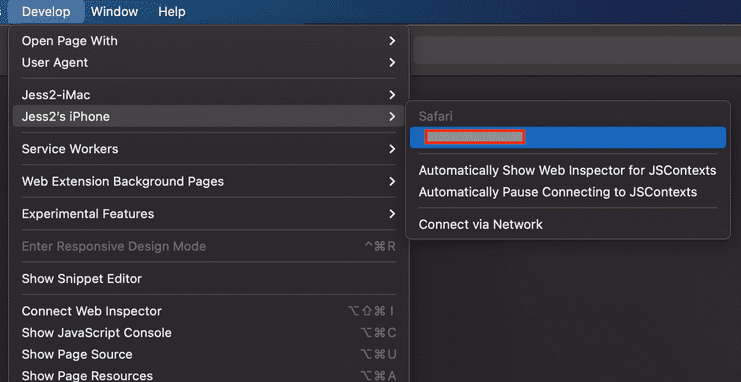 Develop Window Help
Open Page With
User Agent
Jess2-iMac
Jess2's iPhone
Safari
Service Workers
Automatically Show Web Inspector for JSContexts
Web Extension Background Pages
Automatically Pause Connecting to JSContexts
Experimental Features
Connect via Network
Enter Responsive Design Mode ^⌘R
Show Snippet Editor
Connect Web Inspector ⌥⇧⌘I
Show JavaScript Console ⌥⌘C
Show Page Source ⌥⌘U
Show Page Resources ⌥⌘A